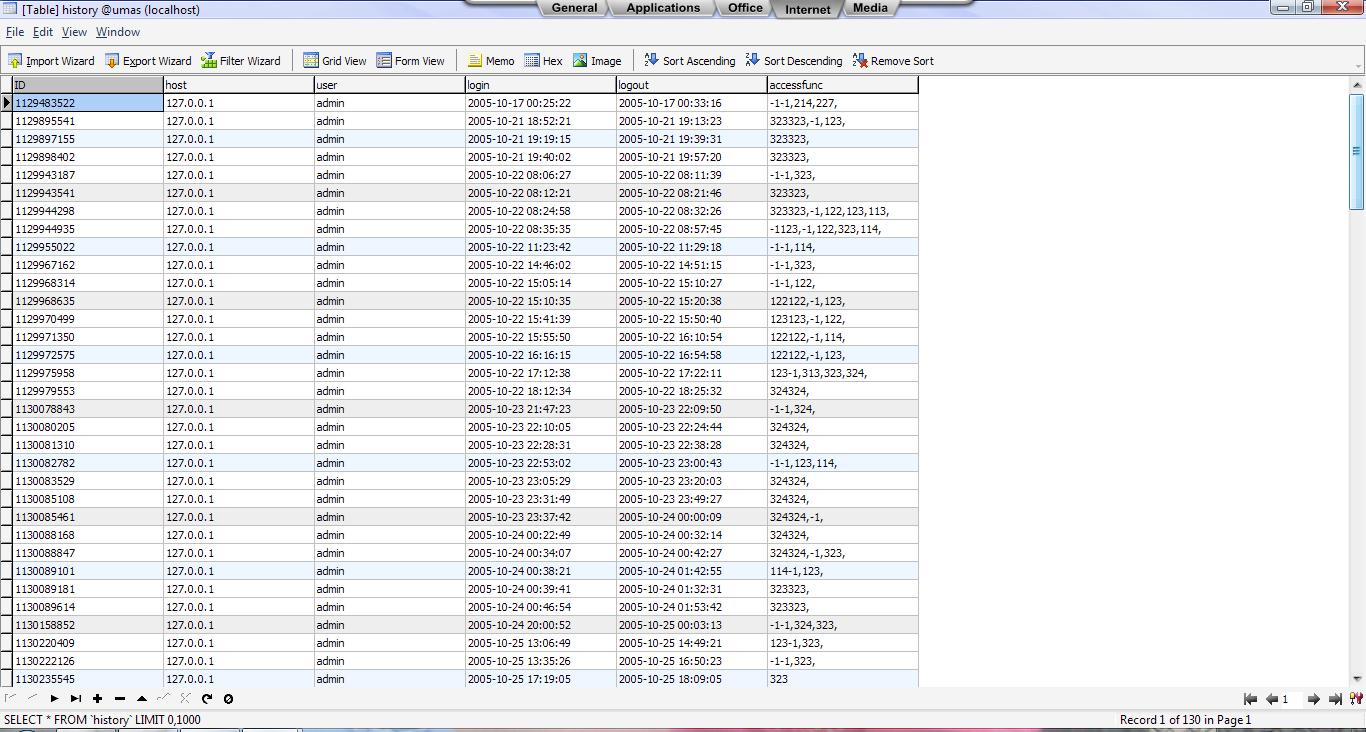 [Table] history @umas (localhost)
General Applications Office Internet Media
File Edit View Window
Import Wizard Export Wizard Filter Wizard Grid View Form View Memo Hex Image Sort Ascending Sort Descending Remove Sort
ID host user login logout accessfunc
1129483522 127.0.0.1 admin 2005-10-17 00:25:22 2005-10-17 00:33:16 -1-1,214,227,
1129895541 127.0.0.1 admin 2005-10-21 18:52:21 2005-10-21 19:13:23 323323,-1,123,
1129897155 127.0.0.1 admin 2005-10-21 19:19:15 2005-10-21 19:39:31 323323,
1129898402 127.0.0.1 admin 2005-10-21 19:40:02 2005-10-21 19:57:20 323323,
1129943187 127.0.0.1 admin 2005-10-22 08:06:27 2005-10-22 08:11:39 -1-1,323,
1129943541 127.0.0.1 admin 2005-10-22 08:12:21 2005-10-22 08:21:46 323323,
1129944298 127.0.0.1 admin 2005-10-22 08:24:58 2005-10-22 08:32:26 323323,-1,122,123,113,
1129944935 127.0.0.1 admin 2005-10-22 08:35:35 2005-10-22 08:57:45 -1123,-1,122,323,114,
1129955022 127.0.0.1 admin 2005-10-22 11:23:42 2005-10-22 11:29:18 -1-1,114,
1129967162 127.0.0.1 admin 2005-10-22 14:46:02 2005-10-22 14:51:15 -1-1,323,
1129968314 127.0.0.1 admin 2005-10-22 15:05:14 2005-10-22 15:10:27 -1-1,122,
1129968635 127.0.0.1 admin 2005-10-22 15:10:35 2005-10-22 15:20:38 122122,-1,123,
1129970499 127.0.0.1 admin 2005-10-22 15:41:39 2005-10-22 15:50:40 123123,-1,122,
1129971350 127.0.0.1 admin 2005-10-22 15:55:50 2005-10-22 16:10:54 122122,-1,114,
1129972575 127.0.0.1 admin 2005-10-22 16:16:15 2005-10-22 16:54:58 122122,-1,123,
1129975958 127.0.0.1 admin 2005-10-22 17:12:38 2005-10-22 17:22:11 123-1,313,323,324,
1129979553 127.0.0.1 admin 2005-10-22 18:12:34 2005-10-22 18:25:32 324324,
1130078843 127.0.0.1 admin 2005-10-23 21:47:23 2005-10-23 22:09:50 -1-1,324,
1130080205 127.0.0.1 admin 2005-10-23 22:10:05 2005-10-23 22:24:44 324324,
1130081310 127.0.0.1 admin 2005-10-23 22:28:31 2005-10-23 22:38:28 324324,
1130082782 127.0.0.1 admin 2005-10-23 22:53:02 2005-10-23 23:00:43 -1-1,123,114,
1130083529 127.0.0.1 admin 2005-10-23 23:05:29 2005-10-23 23:20:03 324324,
1130085108 127.0.0.1 admin 2005-10-23 23:31:49 2005-10-23 23:49:27 324324,
1130085461 127.0.0.1 admin 2005-10-23 23:37:42 2005-10-24 00:00:09 324324,-1,
1130088168 127.0.0.1 admin 2005-10-24 00:22:49 2005-10-24 00:32:14 324324,
1130088847 127.0.0.1 admin 2005-10-24 00:34:07 2005-10-24 00:42:27 324324,-1,323,
1130089101 127.0.0.1 admin 2005-10-24 00:38:21 2005-10-24 01:42:55 114-1,123,
1130089181 127.0.0.1 admin 2005-10-24 00:39:41 2005-10-24 01:32:31 323323,
1130089614 127.0.0.1 admin 2005-10-24 00:46:54 2005-10-24 01:53:42 323323,
1130158852 127.0.0.1 admin 2005-10-24 20:00:52 2005-10-25 00:03:13 -1-1,324,323,
1130220409 127.0.0.1 admin 2005-10-25 13:06:49 2005-10-25 14:49:21 123-1,323,
1130222126 127.0.0.1 admin 2005-10-25 13:35:26 2005-10-25 16:50:23 -1-1,323,
1130235545 127.0.0.1 admin 2005-10-25 17:19:05 2005-10-25 18:09:05 323
1
SELECT * FROM `history` LIMIT 0,1000 Record 1 of 130 in Page 1